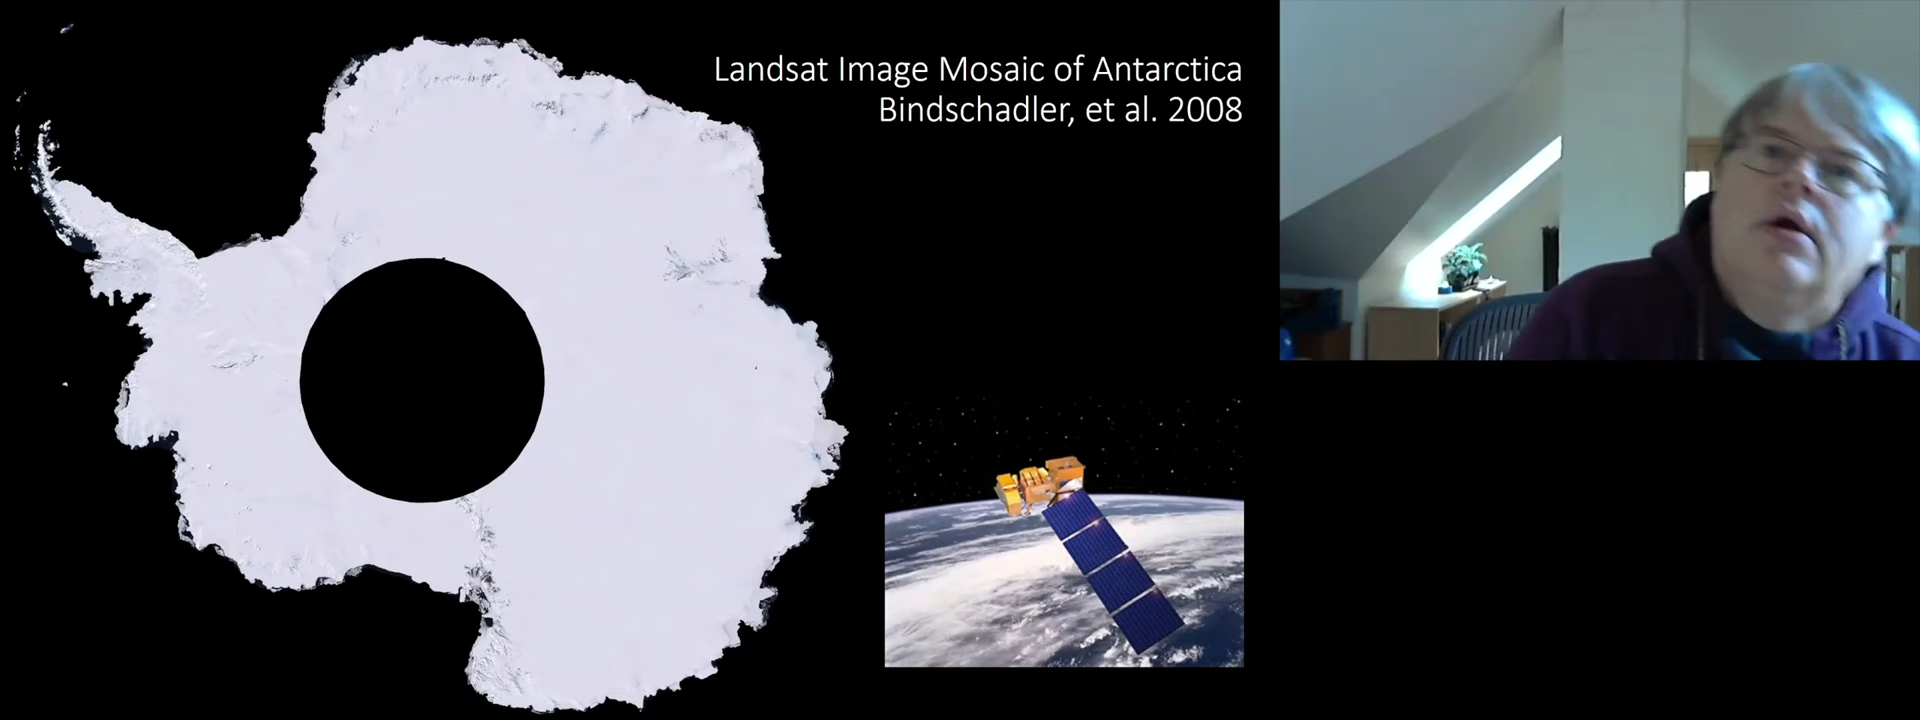 Landsat Image Mosaic of Antarctica
Bindschadler, et al. 2008